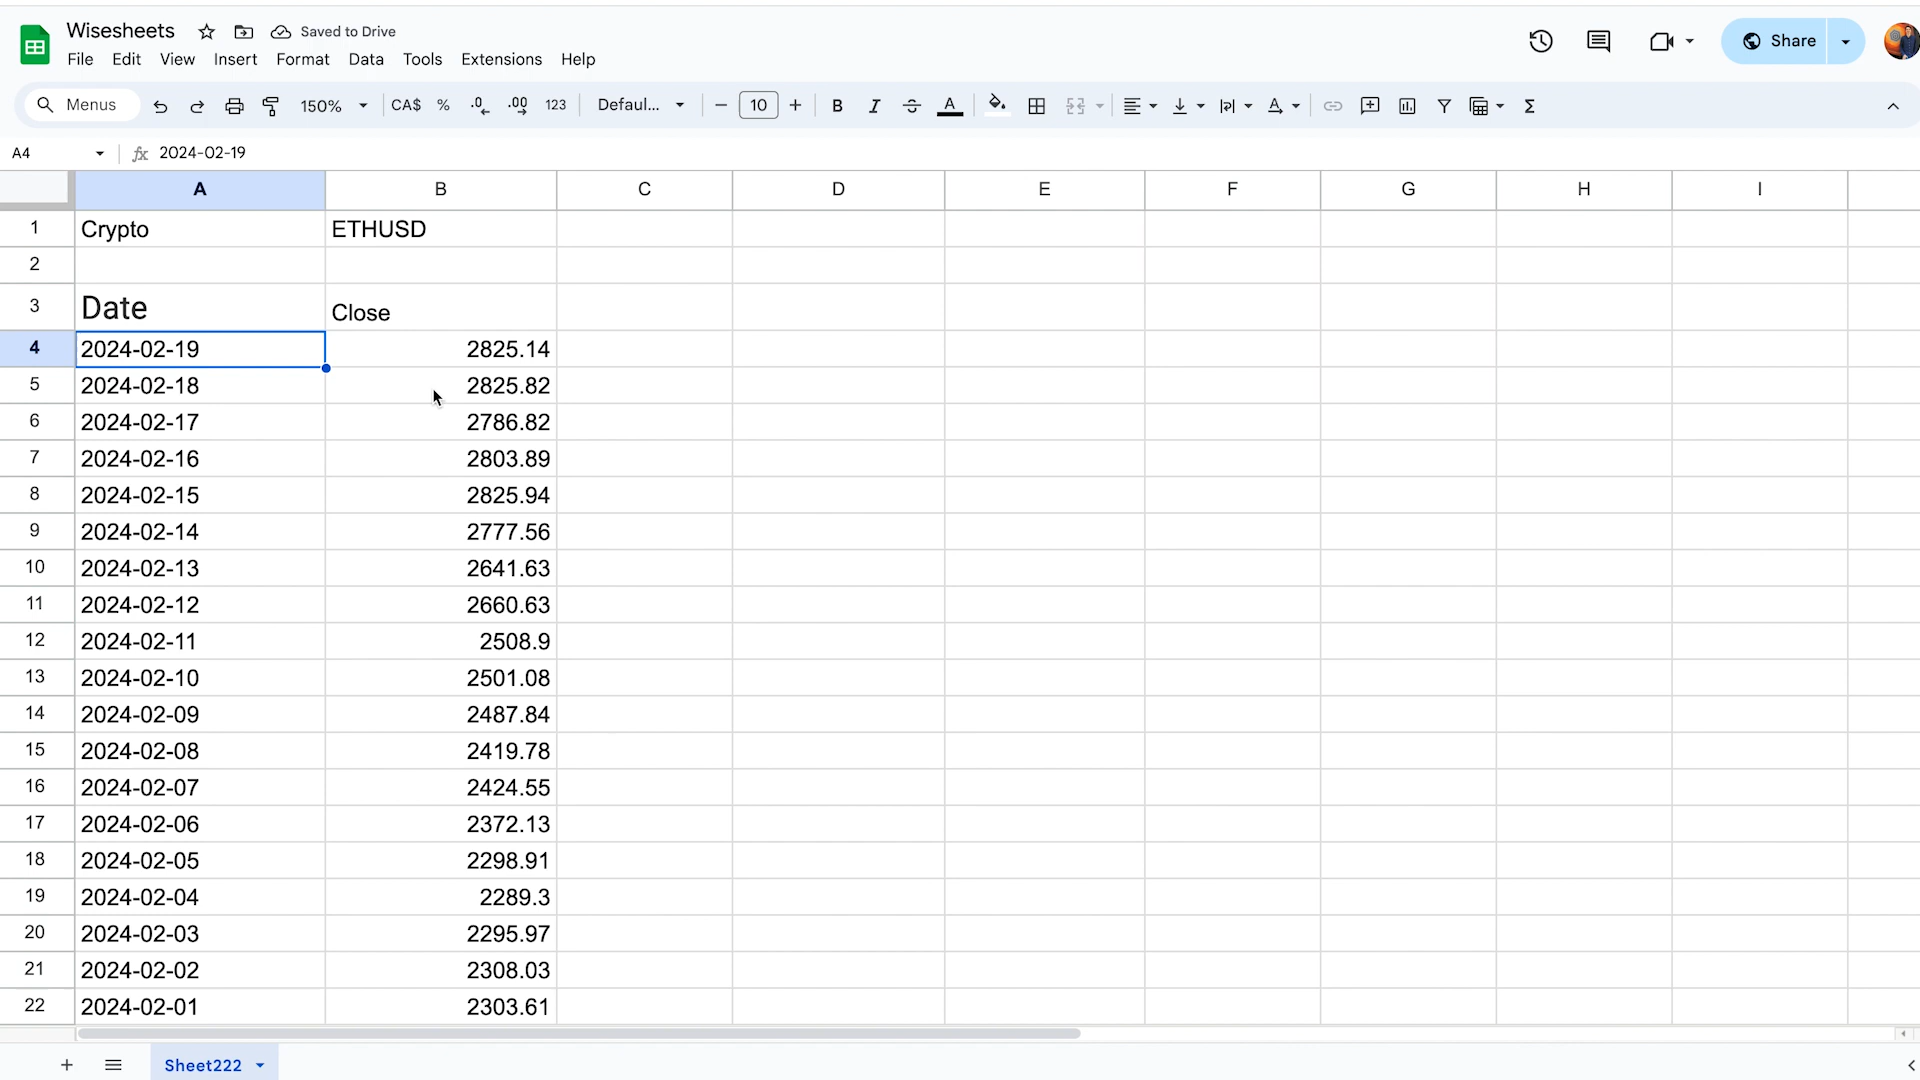 Wisesheets Saved to Drive
File Edit View Insert Format Data Tools Extensions Help
Share
Menus 150% CA$ % .0 .00 123 Defaul... 10 B I A Σ
A4 fx 2024-02-19
A B C D E F G H I
1 Crypto ETHUSD
2
3 Date Close
4 2024-02-19 2825.14
5 2024-02-18 2825.82
6 2024-02-17 2786.82
7 2024-02-16 2803.89
8 2024-02-15 2825.94
9 2024-02-14 2777.56
10 2024-02-13 2641.63
11 2024-02-12 2660.63
12 2024-02-11 2508.9
13 2024-02-10 2501.08
14 2024-02-09 2487.84
15 2024-02-08 2419.78
16 2024-02-07 2424.55
17 2024-02-06 2372.13
18 2024-02-05 2298.91
19 2024-02-04 2289.3
20 2024-02-03 2295.97
21 2024-02-02 2308.03
22 2024-02-01 2303.61
Sheet222